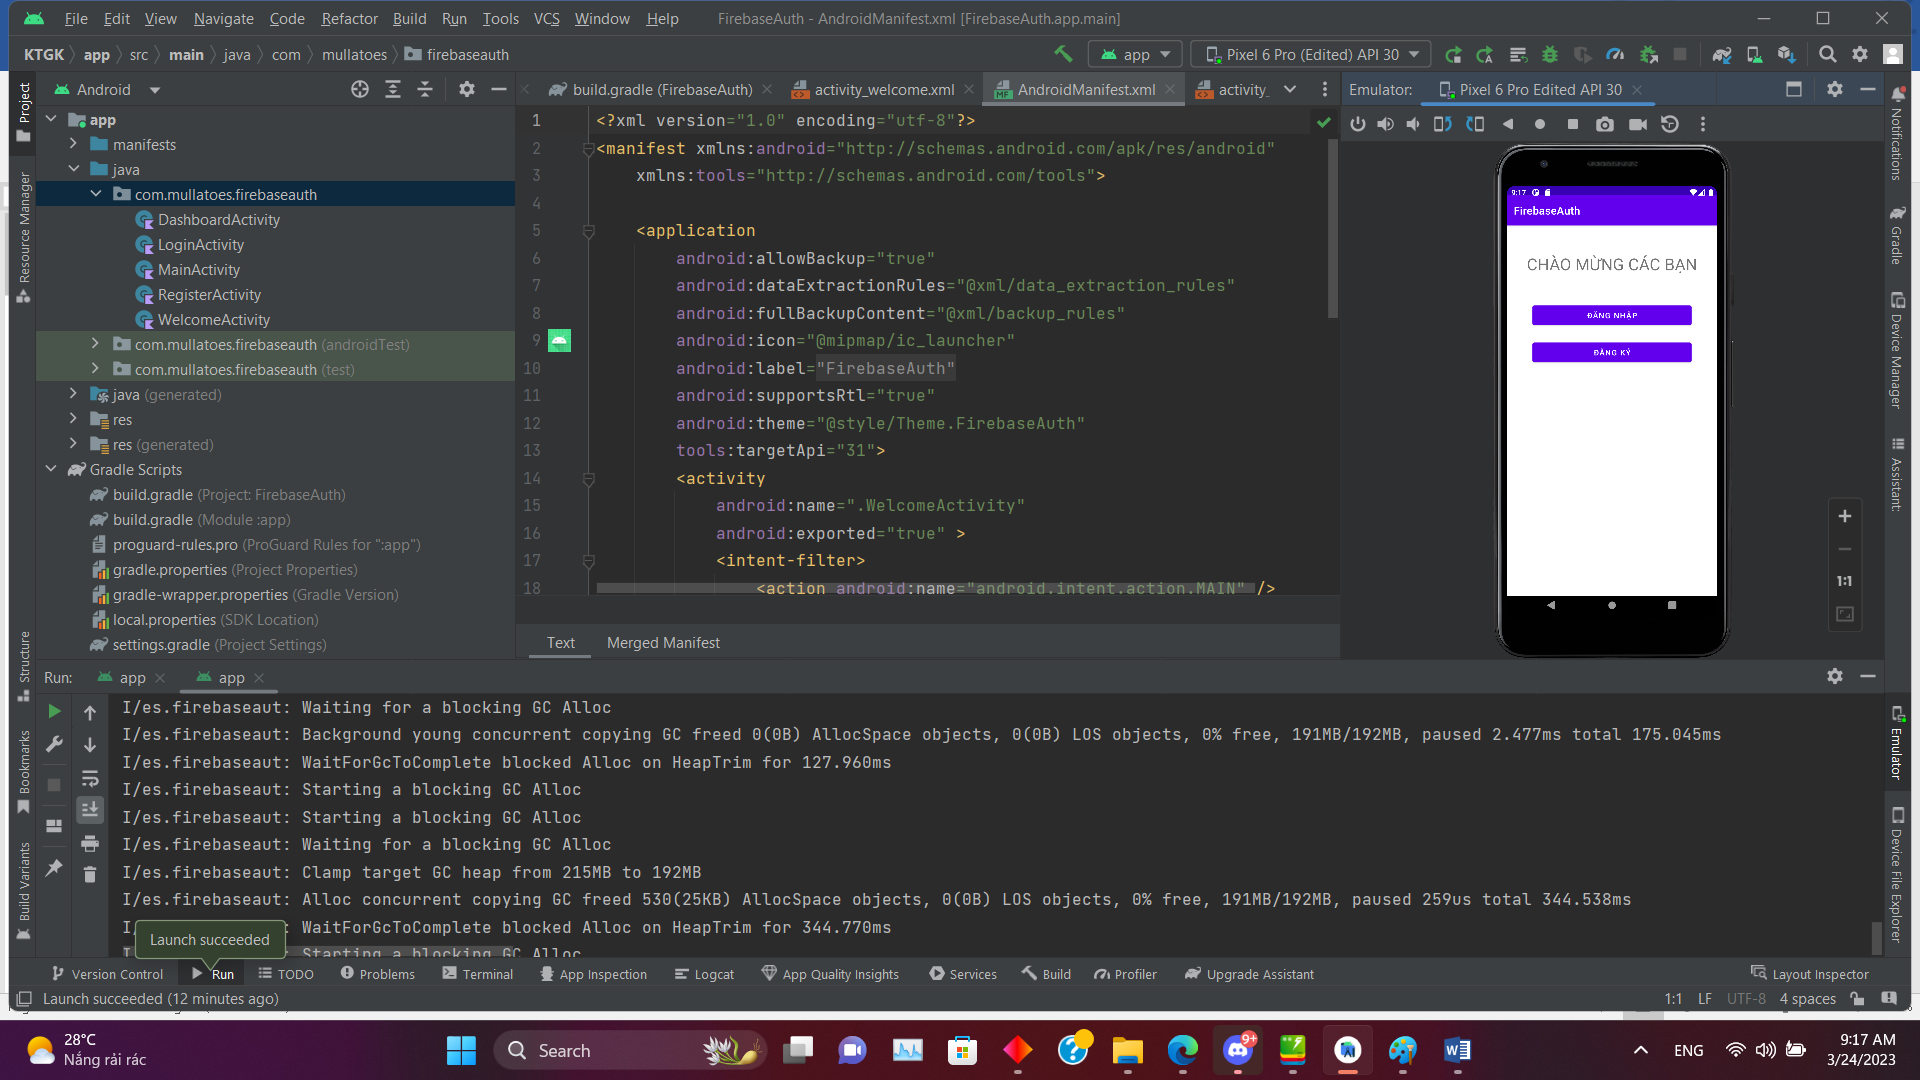 File Edit View Navigate Code Refactor Build Run Tools VCS Window Help FirebaseAuth - AndroidManifest.xml [FirebaseAuth.app.main]
KTGK app src main java com mullatoes firebaseauth app Pixel 6 Pro (Edited) API 30
Android build.gradle (FirebaseAuth) activity_welcome.xml AndroidManifest.xml activity_ Emulator: Pixel 6 Pro Edited API 30
Project
Resource Manager
Structure
Bookmarks
Build Variants
app
manifests
java
com.mullatoes.firebaseauth
DashboardActivity
LoginActivity
MainActivity
RegisterActivity
WelcomeActivity
com.mullatoes.firebaseauth (androidTest)
com.mullatoes.firebaseauth (test)
java (generated)
res
res (generated)
Gradle Scripts
build.gradle (Project: FirebaseAuth)
build.gradle (Module :app)
proguard-rules.pro (ProGuard Rules for ":app")
gradle.properties (Project Properties)
gradle-wrapper.properties (Gradle Version)
local.properties (SDK Location)
settings.gradle (Project Settings)
1 <?xml version="1.0" encoding="utf-8"?>
2 <manifest xmlns:android="http://schemas.android.com/apk/res/android"
3 xmlns:tools="http://schemas.android.com/tools">
4
5 <application
6 android:allowBackup="true"
7 android:dataExtractionRules="@xml/data_extraction_rules"
8 android:fullBackupContent="@xml/backup_rules"
9 android:icon="@mipmap/ic_launcher"
10 android:label="FirebaseAuth"
11 android:supportsRtl="true"
12 android:theme="@style/Theme.FirebaseAuth"
13 tools:targetApi="31">
14 <activity
15 android:name=".WelcomeActivity"
16 android:exported="true" >
17 <intent-filter>
18 <action android:name="android.intent.action.MAIN" />
Text Merged Manifest
9:17
FirebaseAuth
CHÀO MỪNG CÁC BẠN
ĐĂNG NHẬP
ĐĂNG KÝ
1:1
Notifications
Gradle
Device Manager
Assistant:
Emulator
Device File Explorer
Run: app app
I/es.firebaseaut: Waiting for a blocking GC Alloc
I/es.firebaseaut: Background young concurrent copying GC freed 0(0B) AllocSpace objects, 0(0B) LOS objects, 0% free, 191MB/192MB, paused 2.477ms total 175.045ms
I/es.firebaseaut: WaitForGcToComplete blocked Alloc on HeapTrim for 127.960ms
I/es.firebaseaut: Starting a blocking GC Alloc
I/es.firebaseaut: Starting a blocking GC Alloc
I/es.firebaseaut: Waiting for a blocking GC Alloc
I/es.firebaseaut: Clamp target GC heap from 215MB to 192MB
I/es.firebaseaut: Alloc concurrent copying GC freed 530(25KB) AllocSpace objects, 0(0B) LOS objects, 0% free, 191MB/192MB, paused 259us total 344.538ms
I/ WaitForGcToComplete blocked Alloc on HeapTrim for 344.770ms
Starting a blocking GC Alloc
Launch succeeded
Version Control Run TODO Problems Terminal App Inspection Logcat App Quality Insights Services Build Profiler Upgrade Assistant Layout Inspector
Launch succeeded (12 minutes ago) 1:1 LF UTF-8 4 spaces
28°C
Nắng rải rác
Search
9+
ENG
9:17 AM
3/24/2023